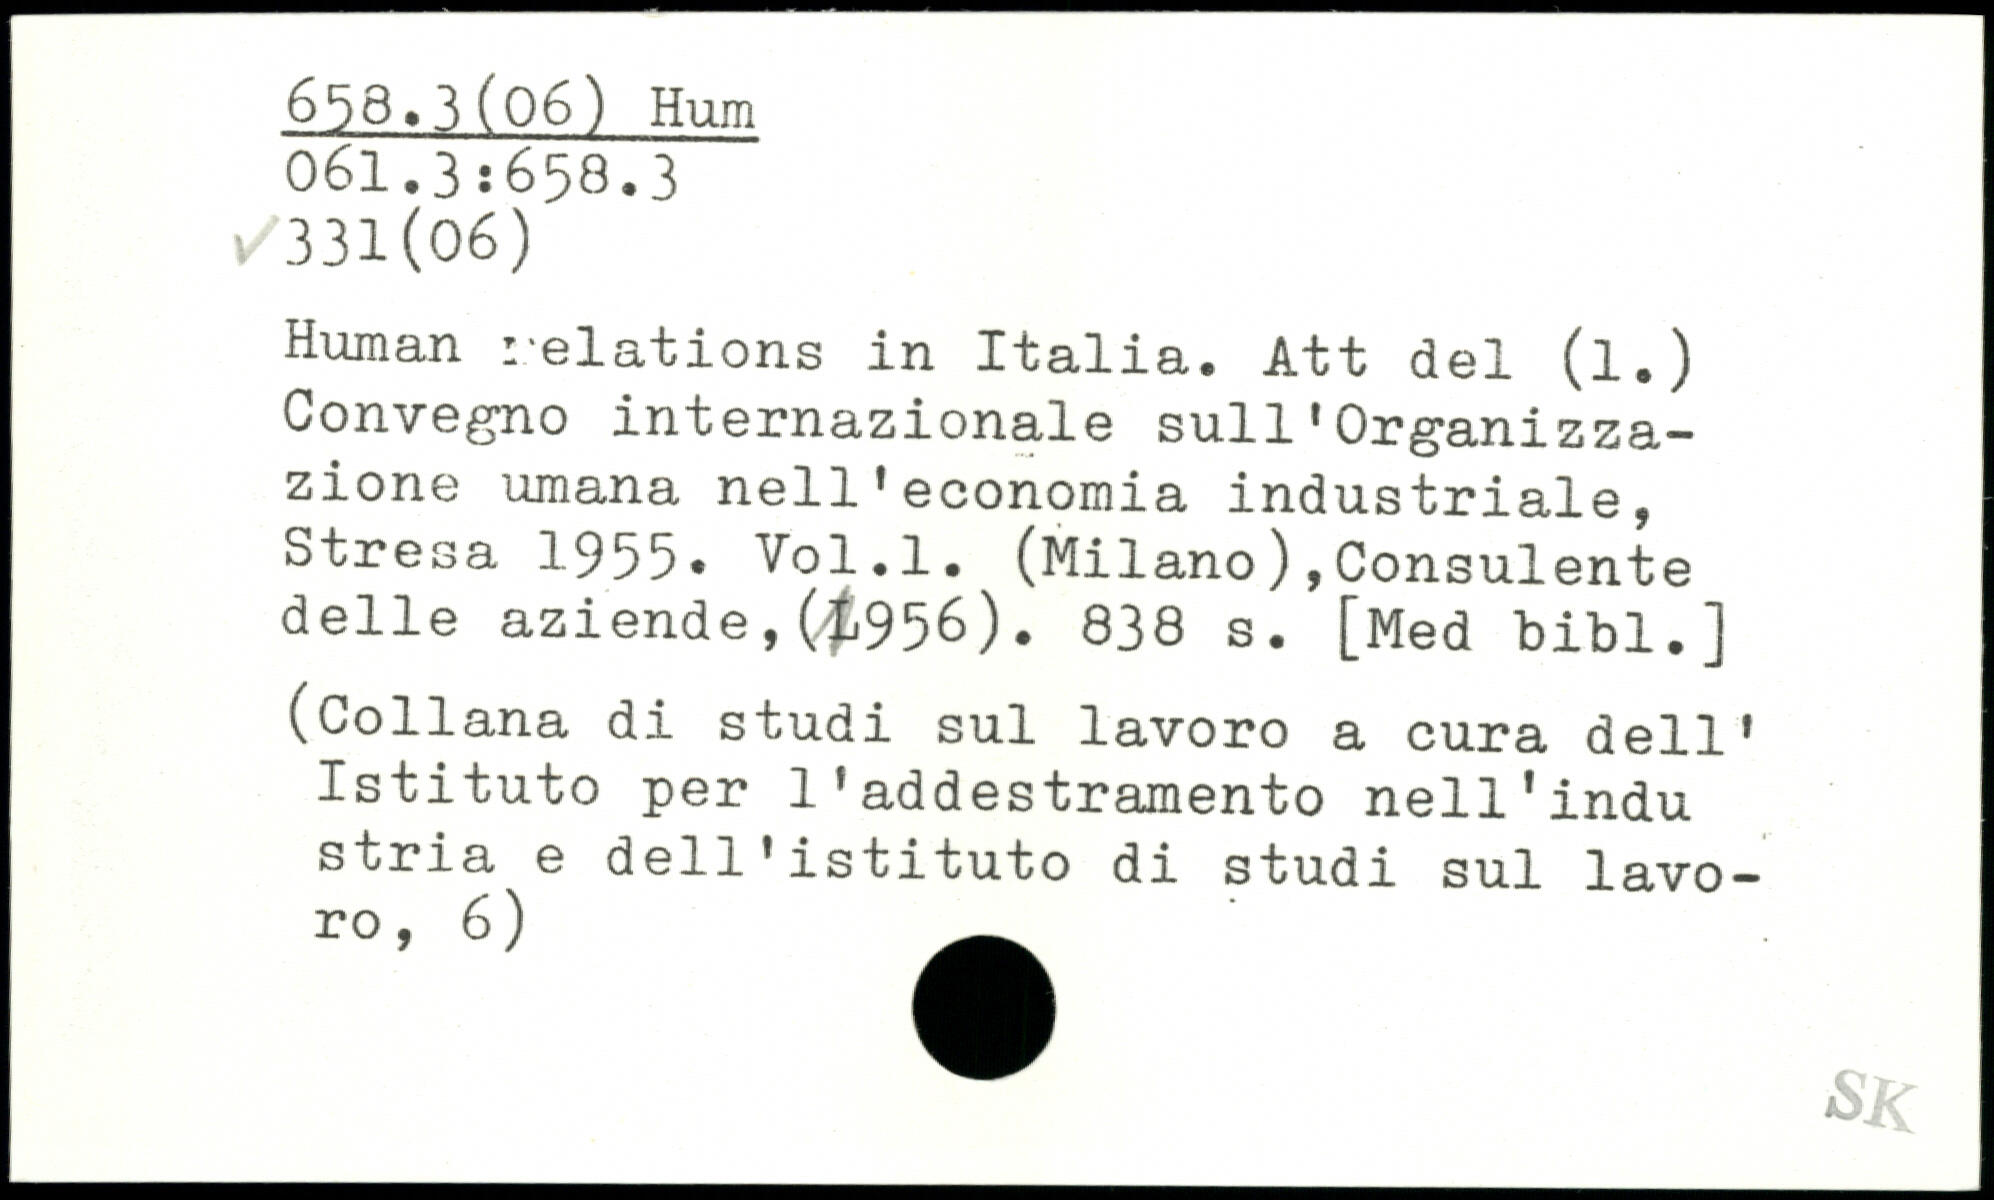 658.3(06) Hum
061.3:658.3
✓331(06)
Human relations in Italia. Att del (1.)
Convegno internazionale sull'Organizza-
zione umana nell'economia industriale,
Stresa 1955. Vol.1. (Milano),Consulente
delle aziende,(1956). 838 s. [Med bibl.]
(Collana di studi sul lavoro a cura dell'
Istituto per l'addestramento nell'indu
stria e dell'istituto di studi sul lavo-
ro, 6)
SK